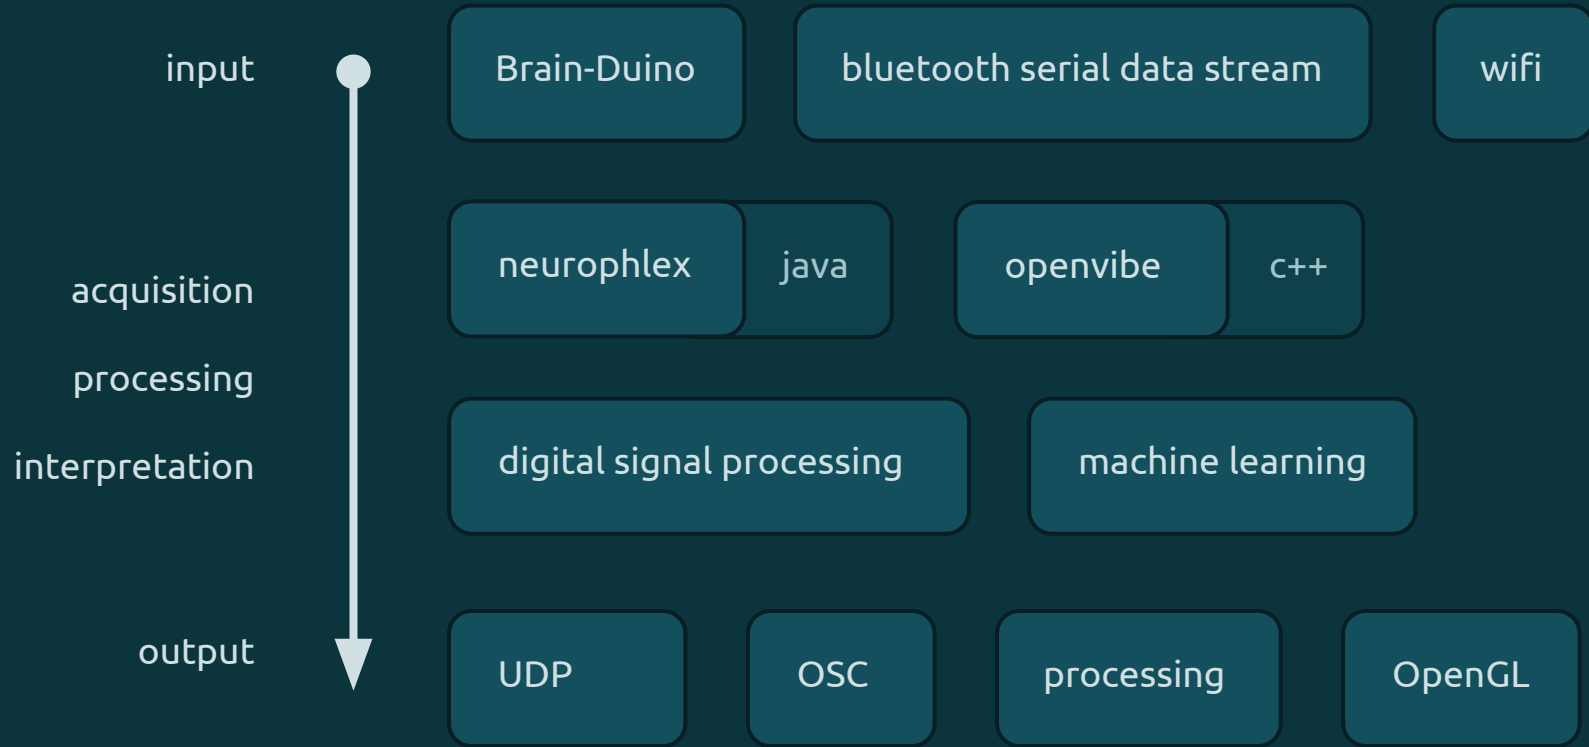 input
Brain-Duino
bluetooth serial data stream
wifi
neurophlex
java
openvibe
c++
acquisition
processing
interpretation
digital signal processing
machine learning
output
UDP
OSC
processing
OpenGL